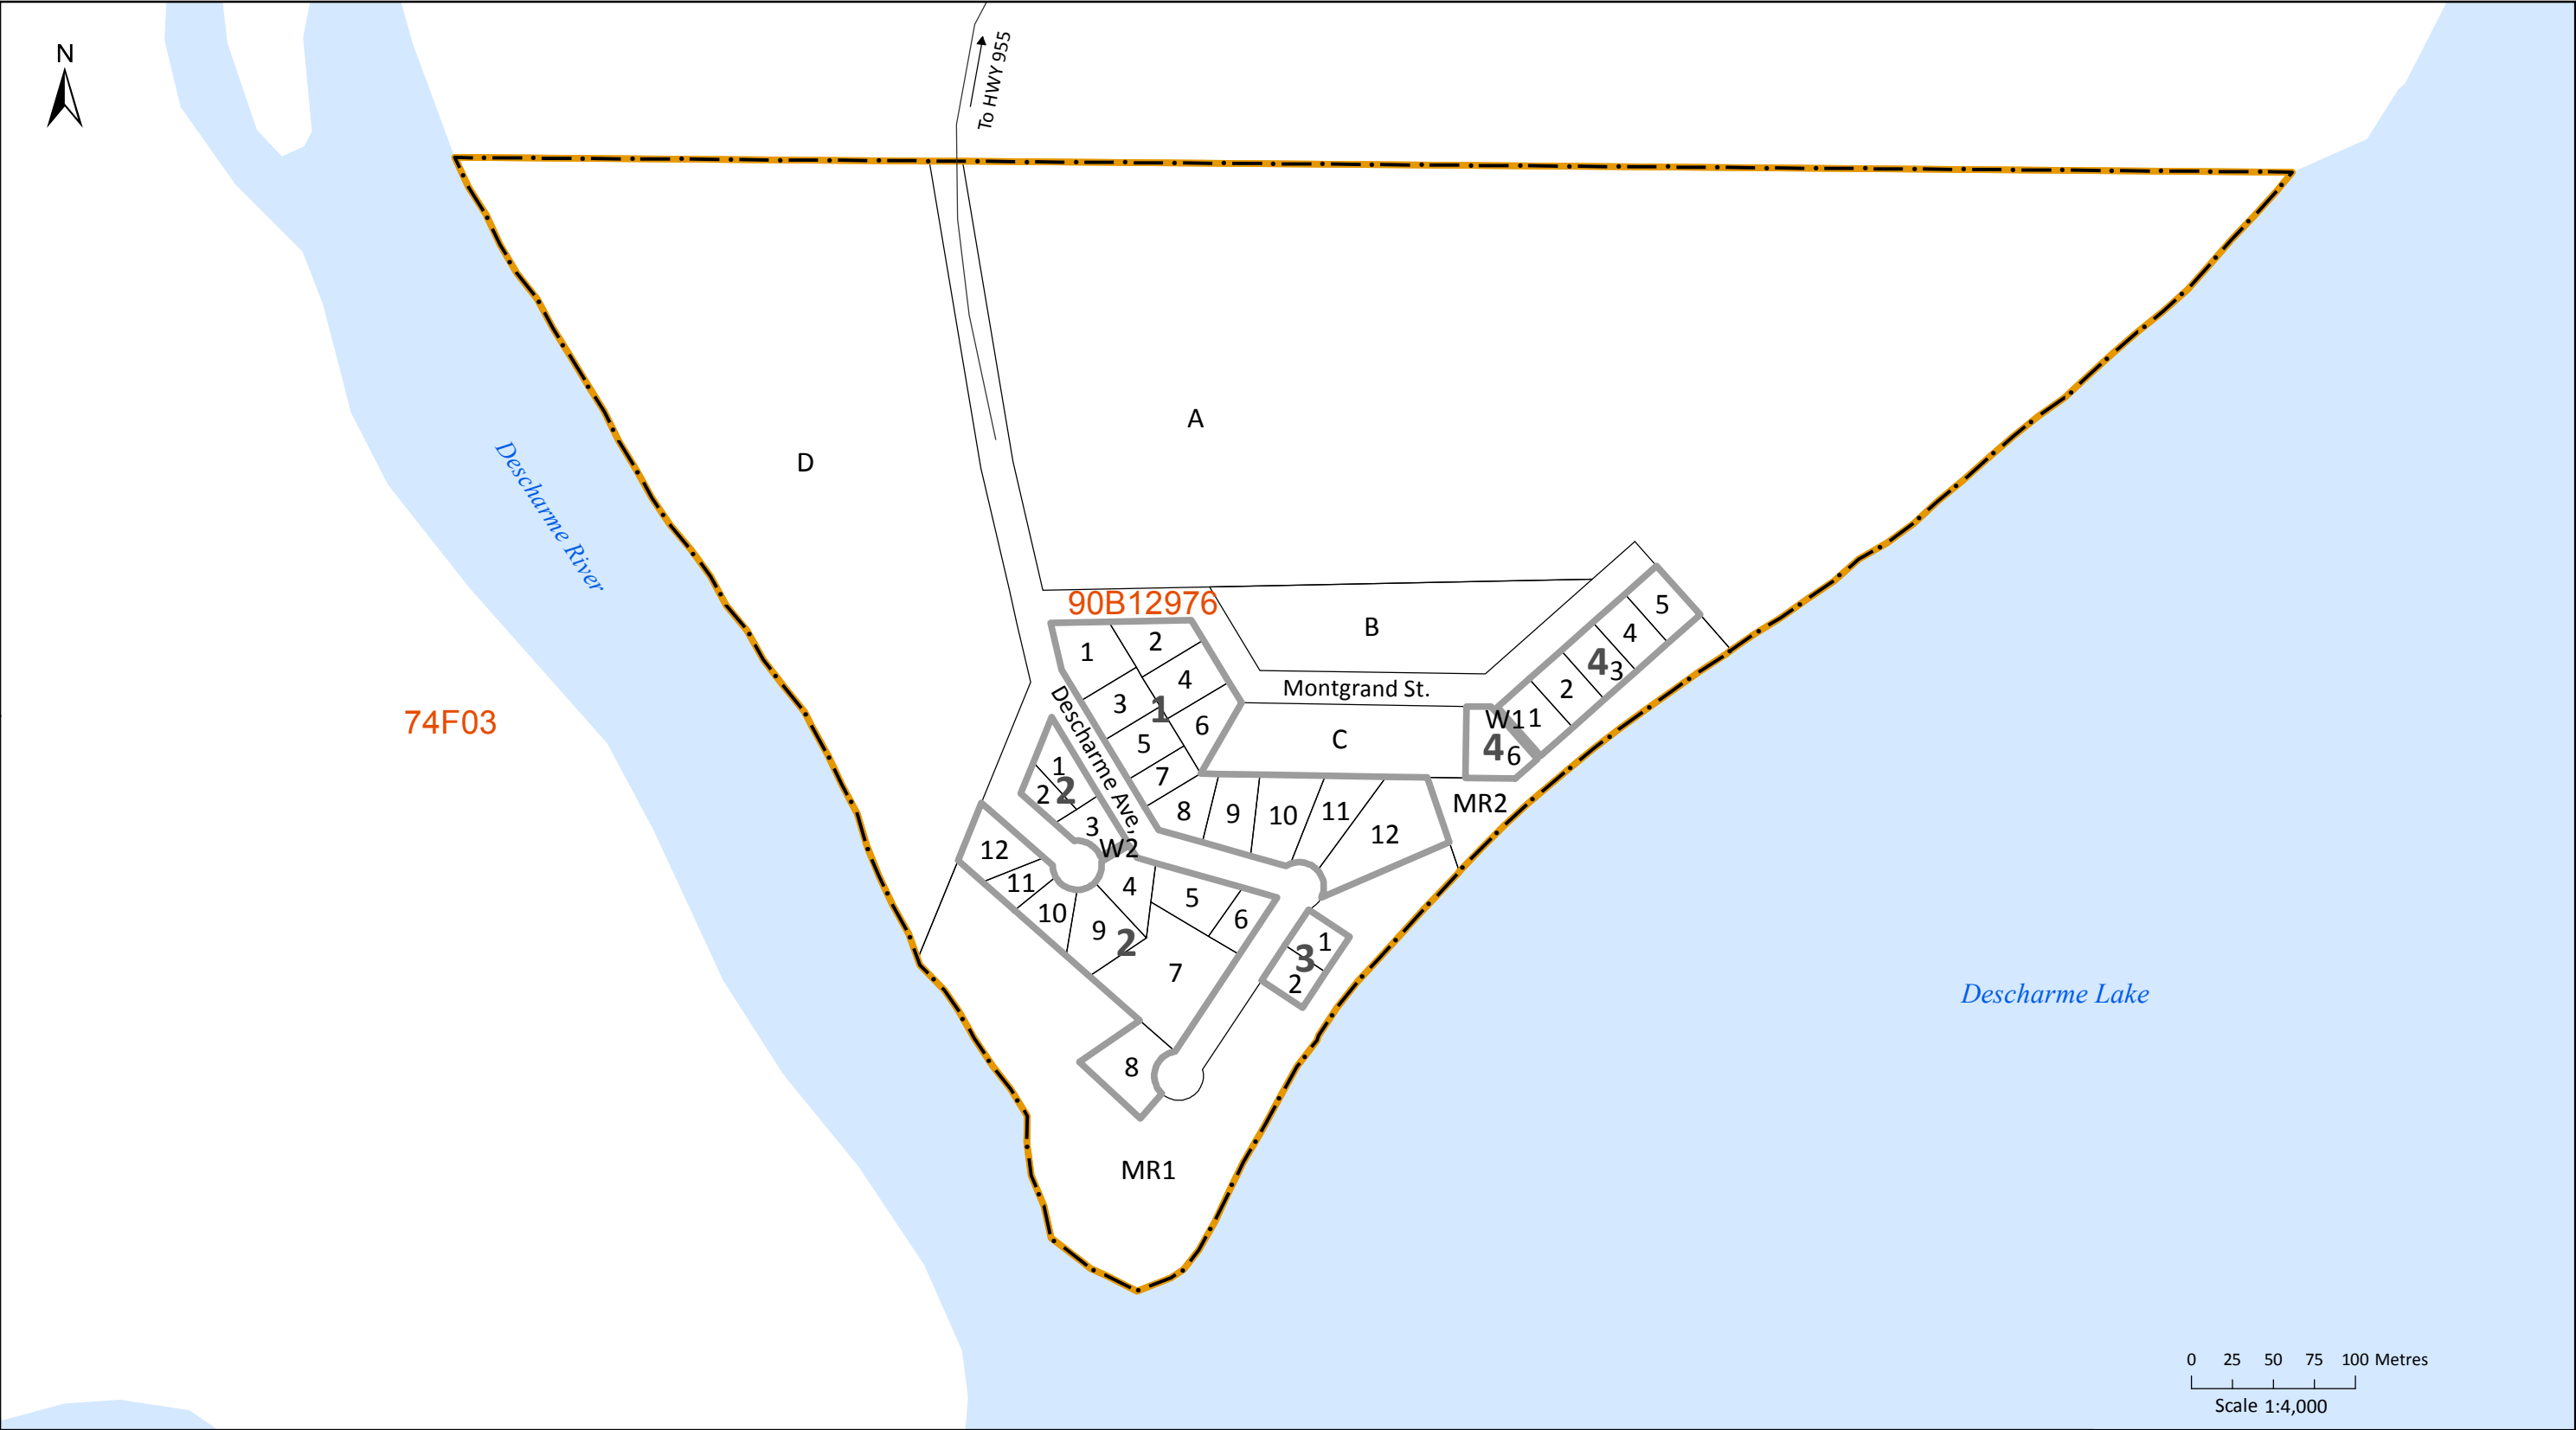 N
To HWY 955
A
D
Descharme River
90B12976
B
5
4
4
3
2
1
2
1
4
3
1
6
5
7
Montgrand St.
Descharme Ave,
74F03
W1
1
4
6
C
MR2
1
2
2
3
8
9
10
11
12
W2
12
11
10
9
2
4
5
6
7
1
3
2
Descharme Lake
8
MR1
0 25 50 75 100 Metres
Scale 1:4,000